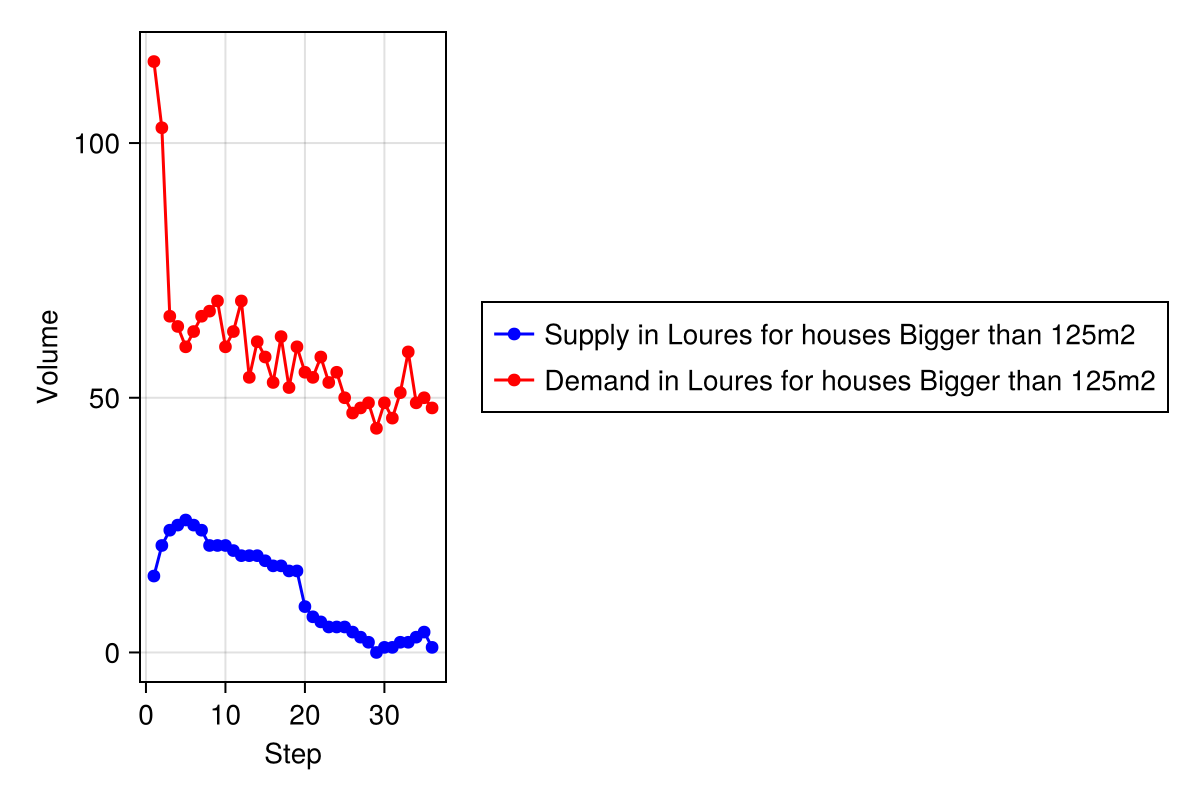 Volume
100
50
0
0 10 20 30
Step
Supply in Loures for houses Bigger than 125m2
Demand in Loures for houses Bigger than 125m2